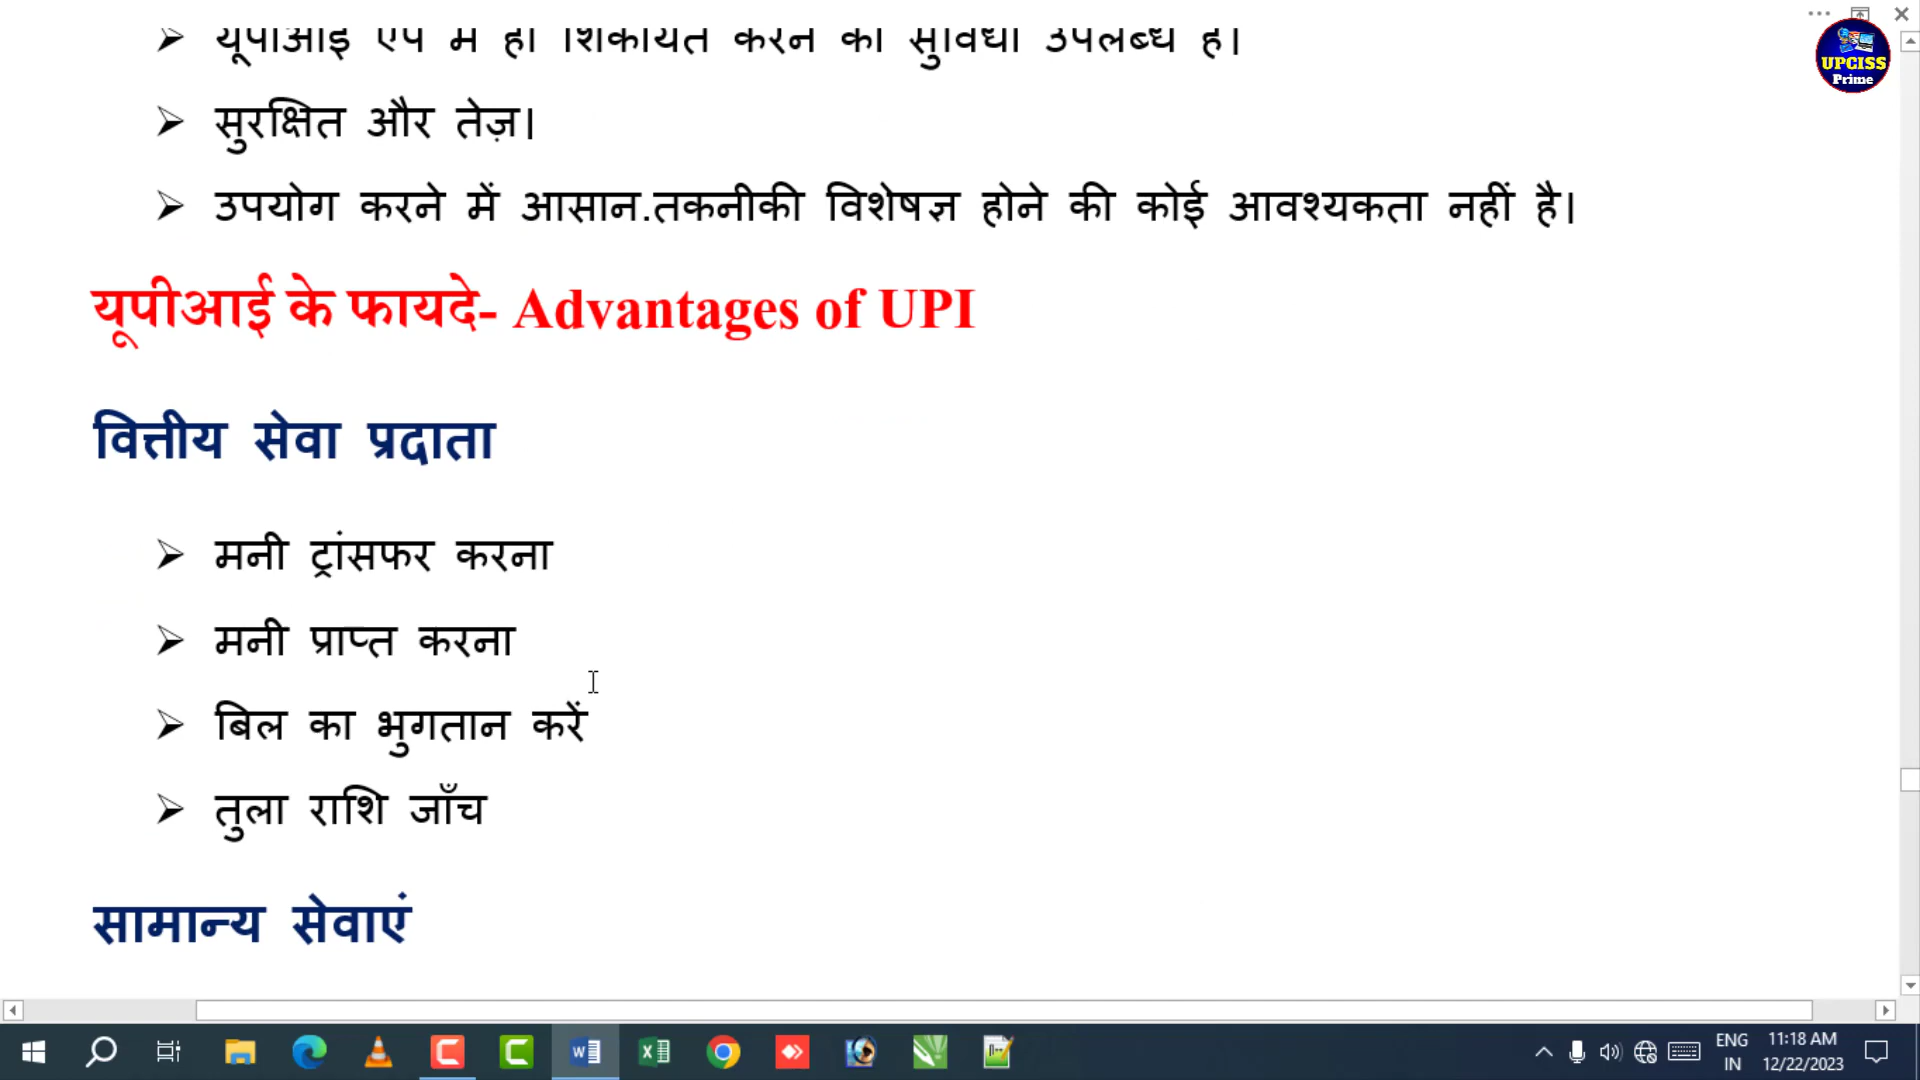 यूपीआई ऐप में ही शिकायत करने की सुविधा उपलब्ध है।
सुरक्षित और तेज़।
उपयोग करने में आसान.तकनीकी विशेषज्ञ होने की कोई आवश्यकता नहीं है।
यूपीआई के फायदे- Advantages of UPI
वित्तीय सेवा प्रदाता
मनी ट्रांसफर करना
मनी प्राप्त करना
बिल का भुगतान करें
तुला राशि जाँच
सामान्य सेवाएं
UPCISS
Prime
ENG
IN
11:18 AM
12/22/2023